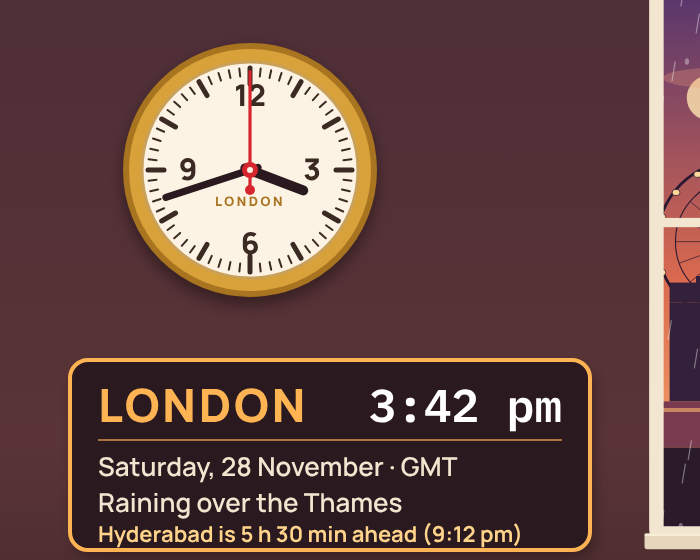 12
9
3
LONDON
6
LONDON 3:42 pm
Saturday, 28 November · GMT
Raining over the Thames
Hyderabad is 5 h 30 min ahead (9:12 pm)